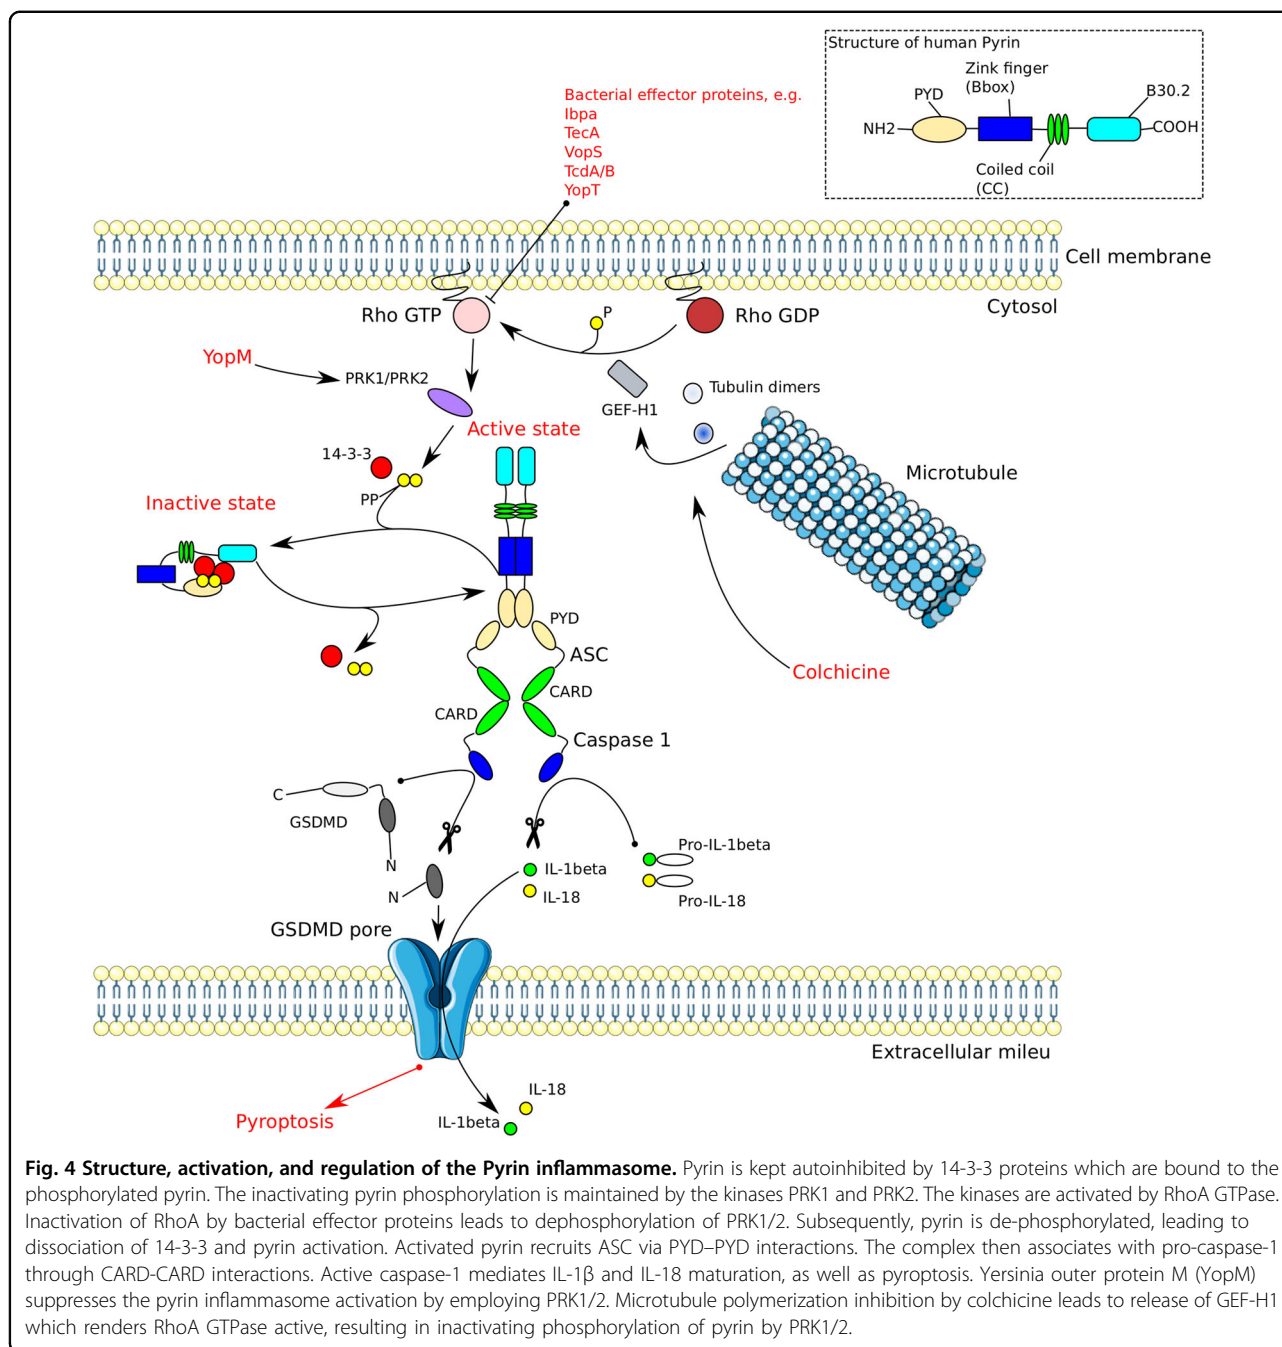 Structure of human Pyrin
Zink finger
(Bbox)
PYD
B30.2
NH2
COOH
Coiled coil
(CC)
Bacterial effector proteins, e.g.
Ibpa
TecA
VopS
TcdA/B
YopT
Cell membrane
Cytosol
Rho GTP
P
Rho GDP
YopM
PRK1/PRK2
Tubulin dimers
GEF-H1
Active state
14-3-3
Microtubule
PP
Inactive state
PYD
ASC
Colchicine
CARD
CARD
Caspase 1
C
GSDMD
N
Pro-IL-1beta
IL-1beta
N
IL-18
Pro-IL-18
GSDMD pore
Extracellular mileu
IL-18
Pyroptosis
IL-1beta
Fig. 4 Structure, activation, and regulation of the Pyrin inflammasome. Pyrin is kept autoinhibited by 14-3-3 proteins which are bound to the
phosphorylated pyrin. The inactivating pyrin phosphorylation is maintained by the kinases PRK1 and PRK2. The kinases are activated by RhoA GTPase.
Inactivation of RhoA by bacterial effector proteins leads to dephosphorylation of PRK1/2. Subsequently, pyrin is de-phosphorylated, leading to
dissociation of 14-3-3 and pyrin activation. Activated pyrin recruits ASC via PYD–PYD interactions. The complex then associates with pro-caspase-1
through CARD-CARD interactions. Active caspase-1 mediates IL-1β and IL-18 maturation, as well as pyroptosis. Yersinia outer protein M (YopM)
suppresses the pyrin inflammasome activation by employing PRK1/2. Microtubule polymerization inhibition by colchicine leads to release of GEF-H1
which renders RhoA GTPase active, resulting in inactivating phosphorylation of pyrin by PRK1/2.